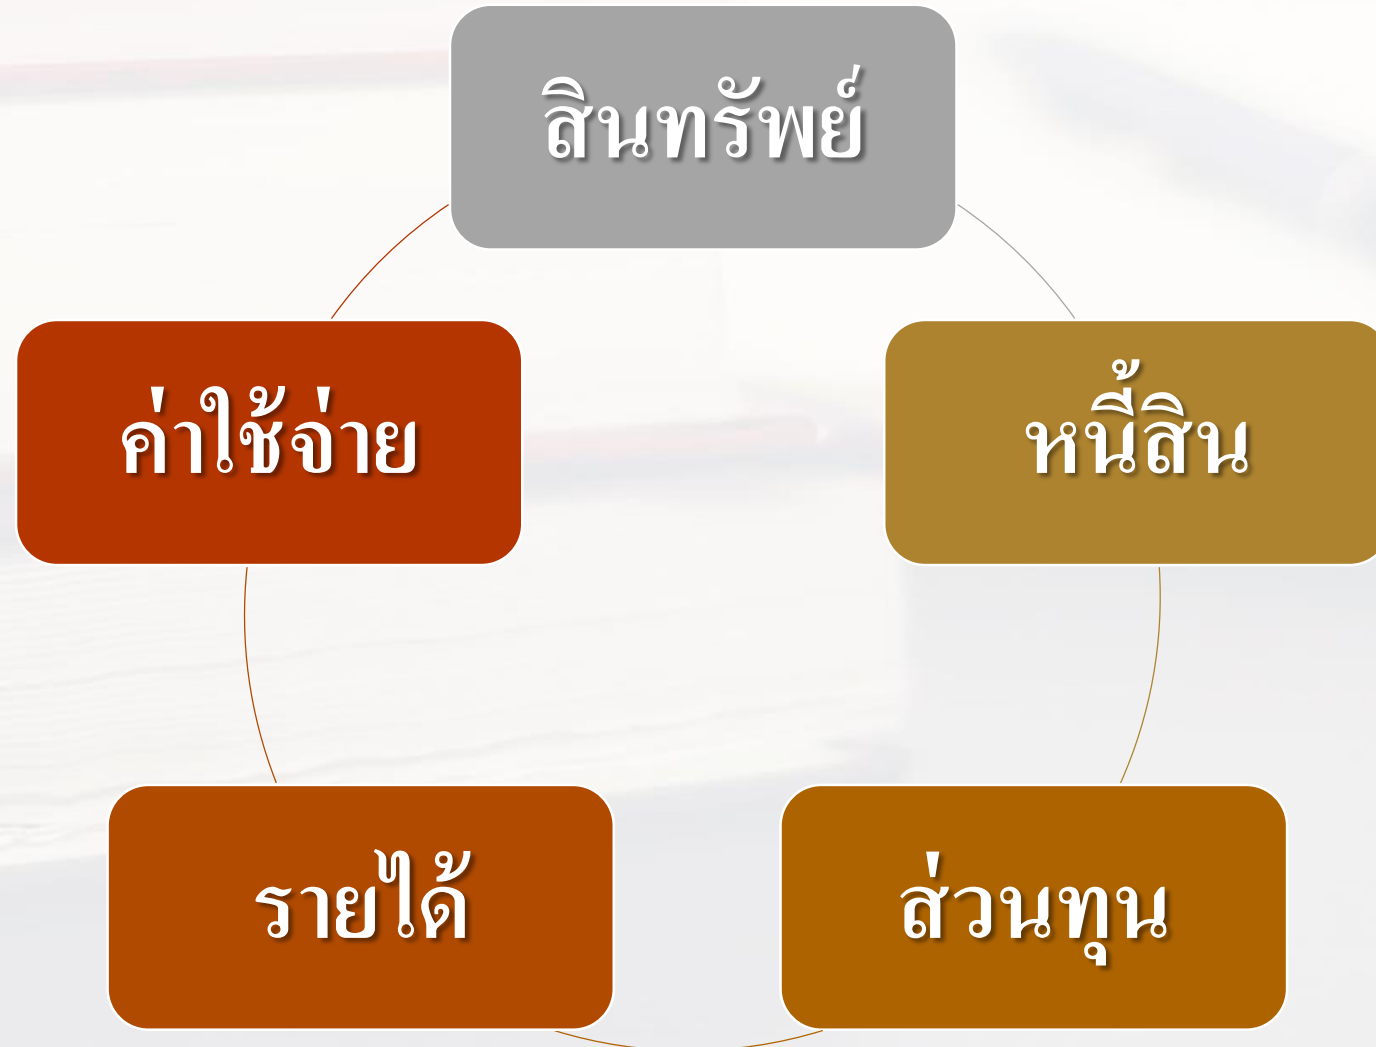 สินทรัพย์
ค่าใช้จ่าย
หนี้สิน
รายได้
ส่วนทุน